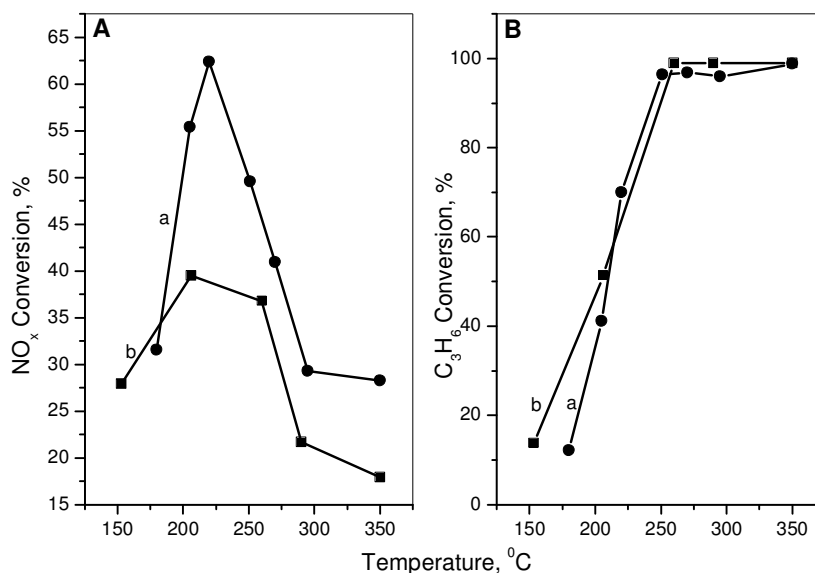 A
NOx Conversion, %
65
60
55
50
45
40
35
30
25
20
15
a
b
150 200 250 300 350
B
C3H6 Conversion, %
100
80
60
40
20
0
b a
150 200 250 300 350
Temperature, ⁰C